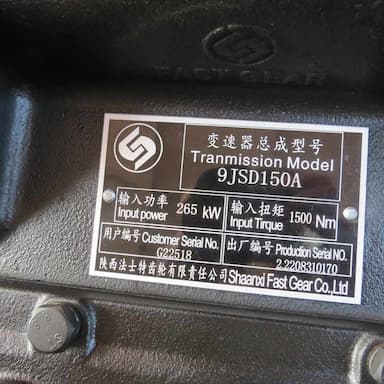 FAST GEAR
变速器总成型号
Tranmission Model
9JSD150A
输入功率 Input power 265 kW 输入扭矩 Input Tirque 1500 Nm
用户编号 Customer Serial No. G22518 出厂编号 Production Serial NO. 2.2208310170
陕西法士特齿轮有限责任公司 Shaanxi Fast Gear Co.,Ltd